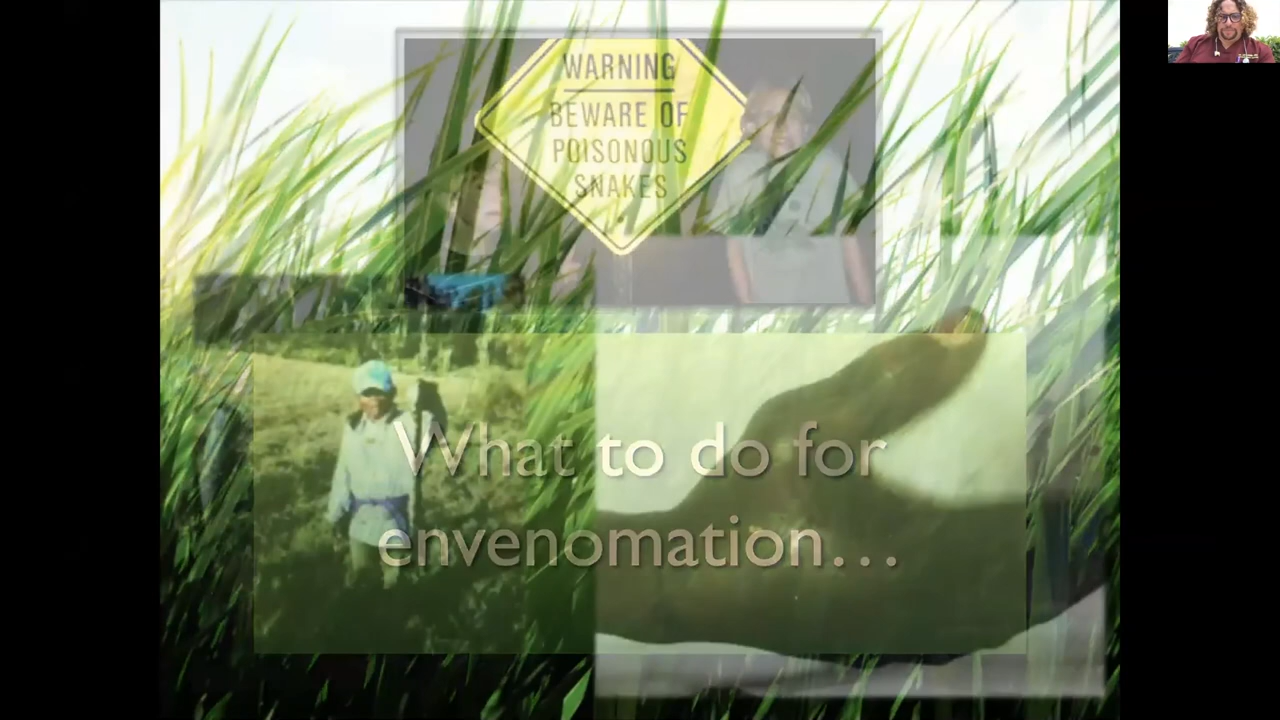 WARNING
BEWARE OF
POISONOUS
SNAKES
What to do for
envenomation...